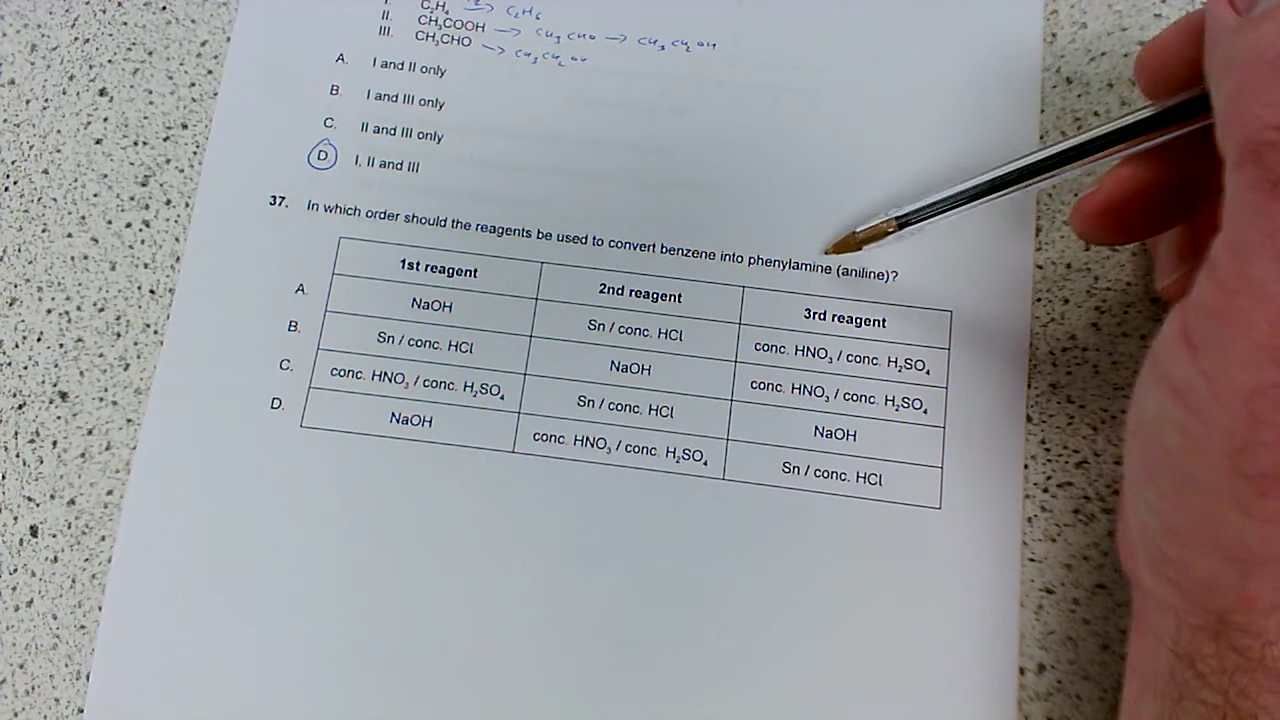 C₂H₄ → C₂H₆
II. CH₃COOH → CH₃CHO → CH₃CH₂OH
III. CH₃CHO → CH₃CH₂OH
A. I and II only
B. I and III only
C. II and III only
D I, II and III
37. In which order should the reagents be used to convert benzene into phenylamine (aniline)?
1st reagent 2nd reagent 3rd reagent
A. NaOH Sn / conc. HCl conc. HNO₃ / conc. H₂SO₄
B. Sn / conc. HCl NaOH conc. HNO₃ / conc. H₂SO₄
C. conc. HNO₃ / conc. H₂SO₄ Sn / conc. HCl NaOH
D. NaOH conc. HNO₃ / conc. H₂SO₄ Sn / conc. HCl